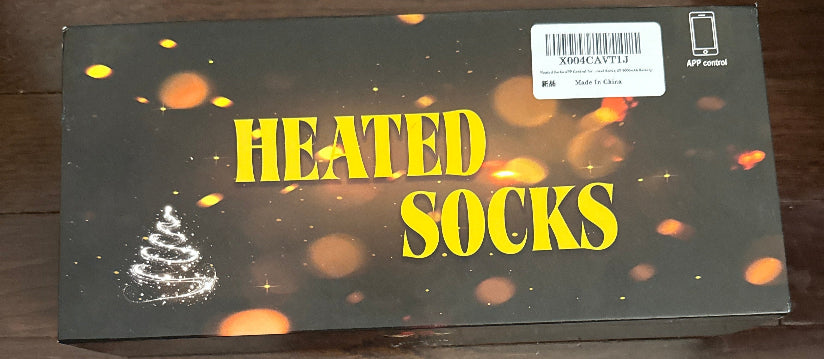 X004CAVT1J
新品 Made In China
APP control
HEATED
SOCKS